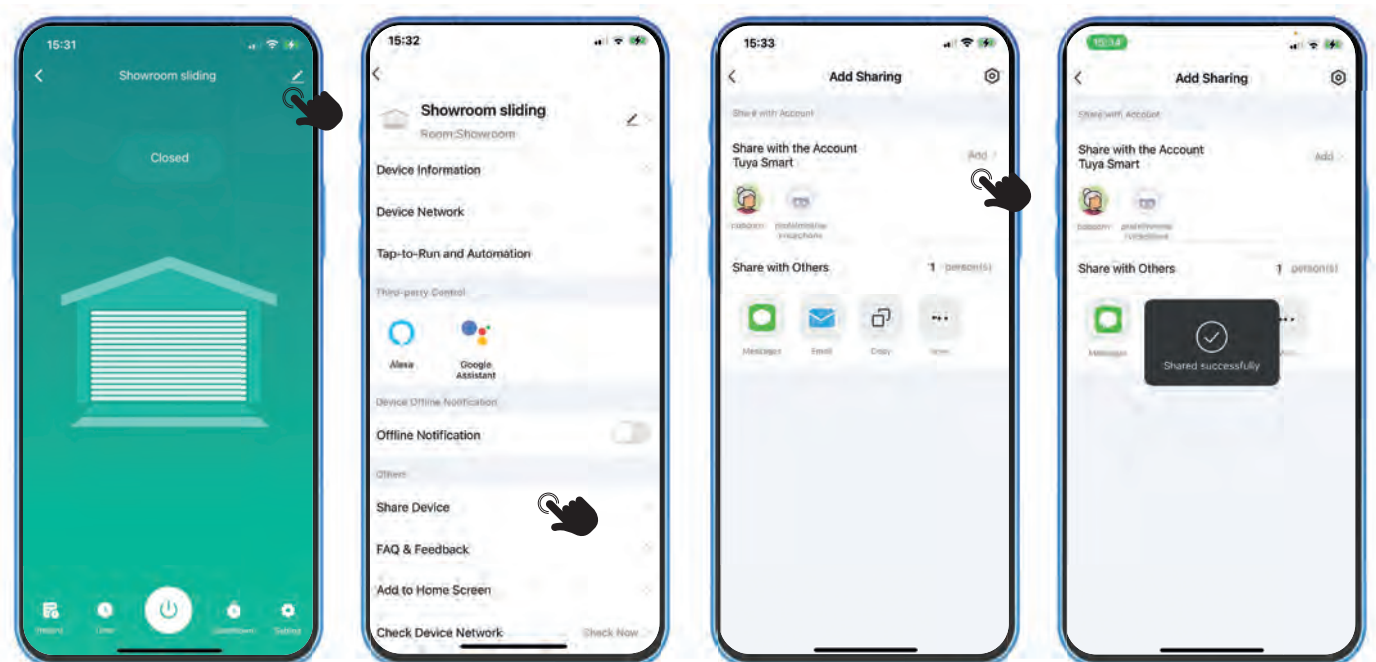 15:31
Showroom sliding
Closed
Timer
Countdown
Setting
15:32
Showroom sliding
Room:Showroom
Device Information
Device Network
Tap-to-Run and Automation
Third-party Control
Alexa
Google
Assistant
Device Offline Notification
Offline Notification
Others
Share Device
FAQ & Feedback
Add to Home Screen
Check Device Network
Check Now
15:33
Add Sharing
Share with Account
Share with the Account
Tuya Smart
Add
Share with Others
1 person(s)
Messages
Email
Copy
15:34
Add Sharing
Share with Account
Share with the Account
Tuya Smart
Add
Share with Others
1 person(s)
Messages
Shared successfully